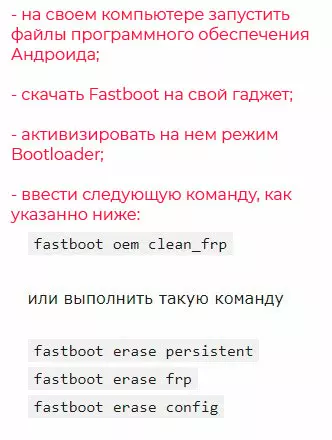 - на своем компьютере запустить
файлы программного обеспечения
Андроида;
- скачать Fastboot на свой гаджет;
- активизировать на нем режим
Bootloader;
- ввести следующую команду, как
указанно ниже:
fastboot oem clean_frp
или выполнить такую команду
fastboot erase persistent
fastboot erase frp
fastboot erase config